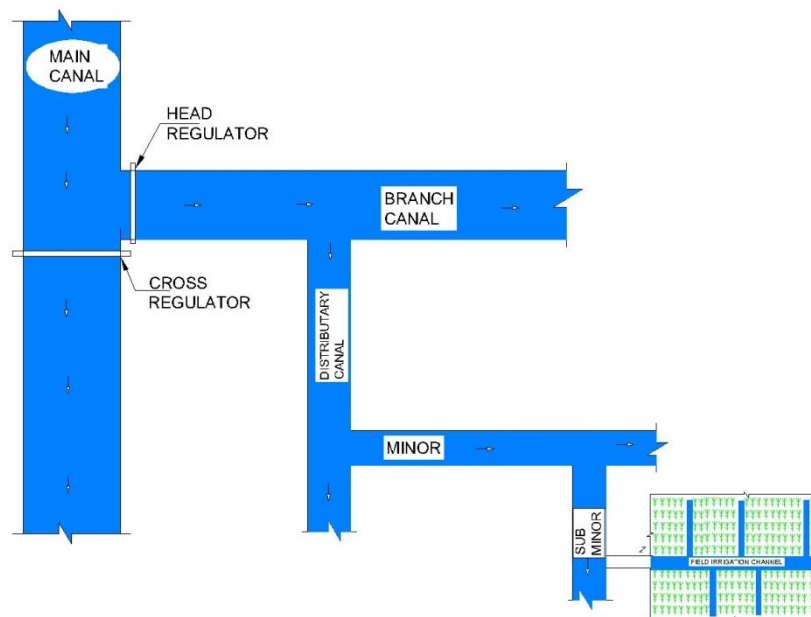 MAIN
CANAL
HEAD
REGULATOR
BRANCH
CANAL
CROSS
REGULATOR
DISTRIBUTARY
CANAL
MINOR
SUB
MINOR
FIELD IRRIGATION CHANNEL